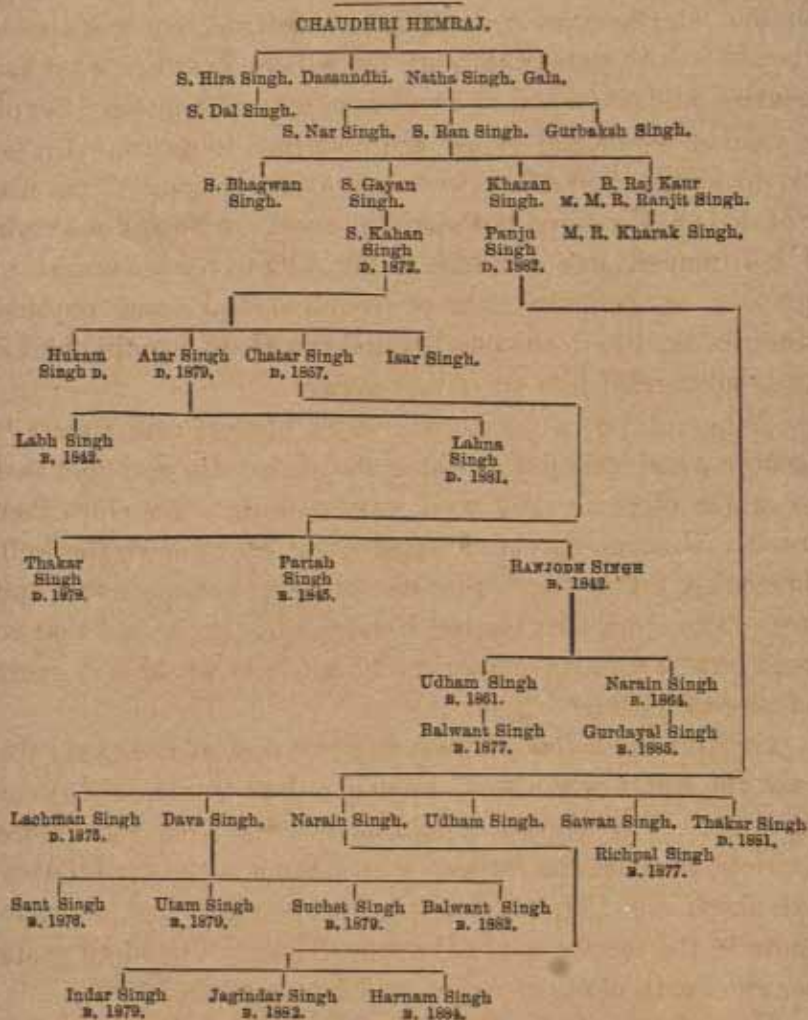 CHAUDHRI HEMRAJ.
S. Hira Singh. Dasaundhi. Natha Singh. Gala.
S. Dal Singh.
S. Nar Singh. S. Ran Singh. Gurbaksh Singh.
S. Bhagwan Singh. S. Gayan Singh. Khazan Singh. B. Raj Kaur
M. M. R. Ranjit Singh.
S. Kahan Singh D. 1872. Panju Singh D. 1882. M. R. Kharak Singh.
Hukam Singh D. Atar Singh D. 1879. Chatar Singh D. 1857. Isar Singh.
Labh Singh B. 1842. Lahna Singh D. 1881.
Thakar Singh D. 1879. Partab Singh B. 1845. RANJODH SINGH B. 1842.
Udham Singh B. 1861. Narain Singh B. 1864.
Balwant Singh B. 1877. Gurdayal Singh B. 1885.
Lachman Singh D. 1875. Dava Singh. Narain Singh. Udham Singh. Sawan Singh. Thakar Singh D. 1881.
Richpal Singh B. 1877.
Sant Singh B. 1876. Utam Singh B. 1879. Suchet Singh B. 1879. Balwant Singh B. 1882.
Indar Singh B. 1879. Jagindar Singh B. 1882. Harnam Singh B. 1884.